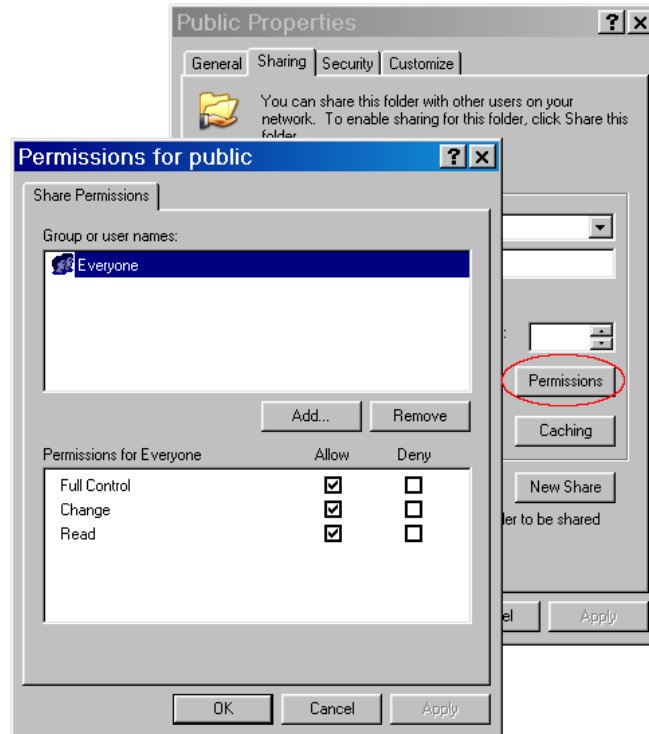 Public Properties
General Sharing Security Customize
You can share this folder with other users on your
network. To enable sharing for this folder, click Share this
folder
Permissions for public
Share Permissions
Group or user names:
Everyone
Permissions
Add... Remove
Caching
Permissions for Everyone Allow Deny
Full Control
New Share
Change
Read
to be shared
Apply
OK Cancel Apply